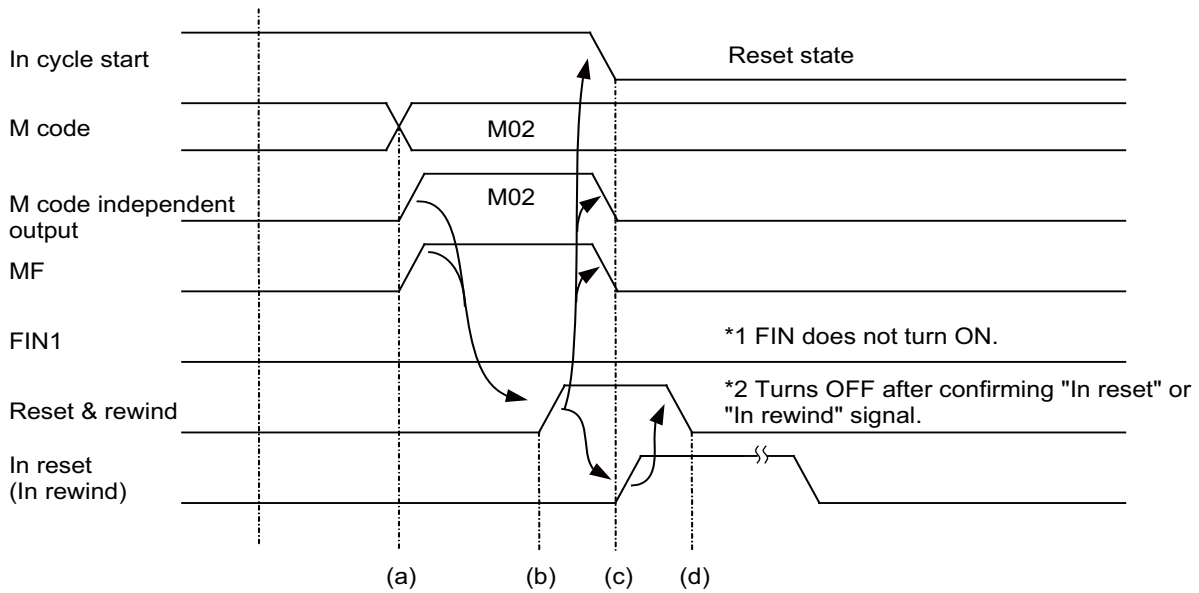 In cycle start
Reset state
M code
M02
M code independent
output
M02
MF
FIN1
*1 FIN does not turn ON.
Reset & rewind
*2 Turns OFF after confirming "In reset" or
"In rewind" signal.
In reset
(In rewind)
(a)
(b)
(c)
(d)